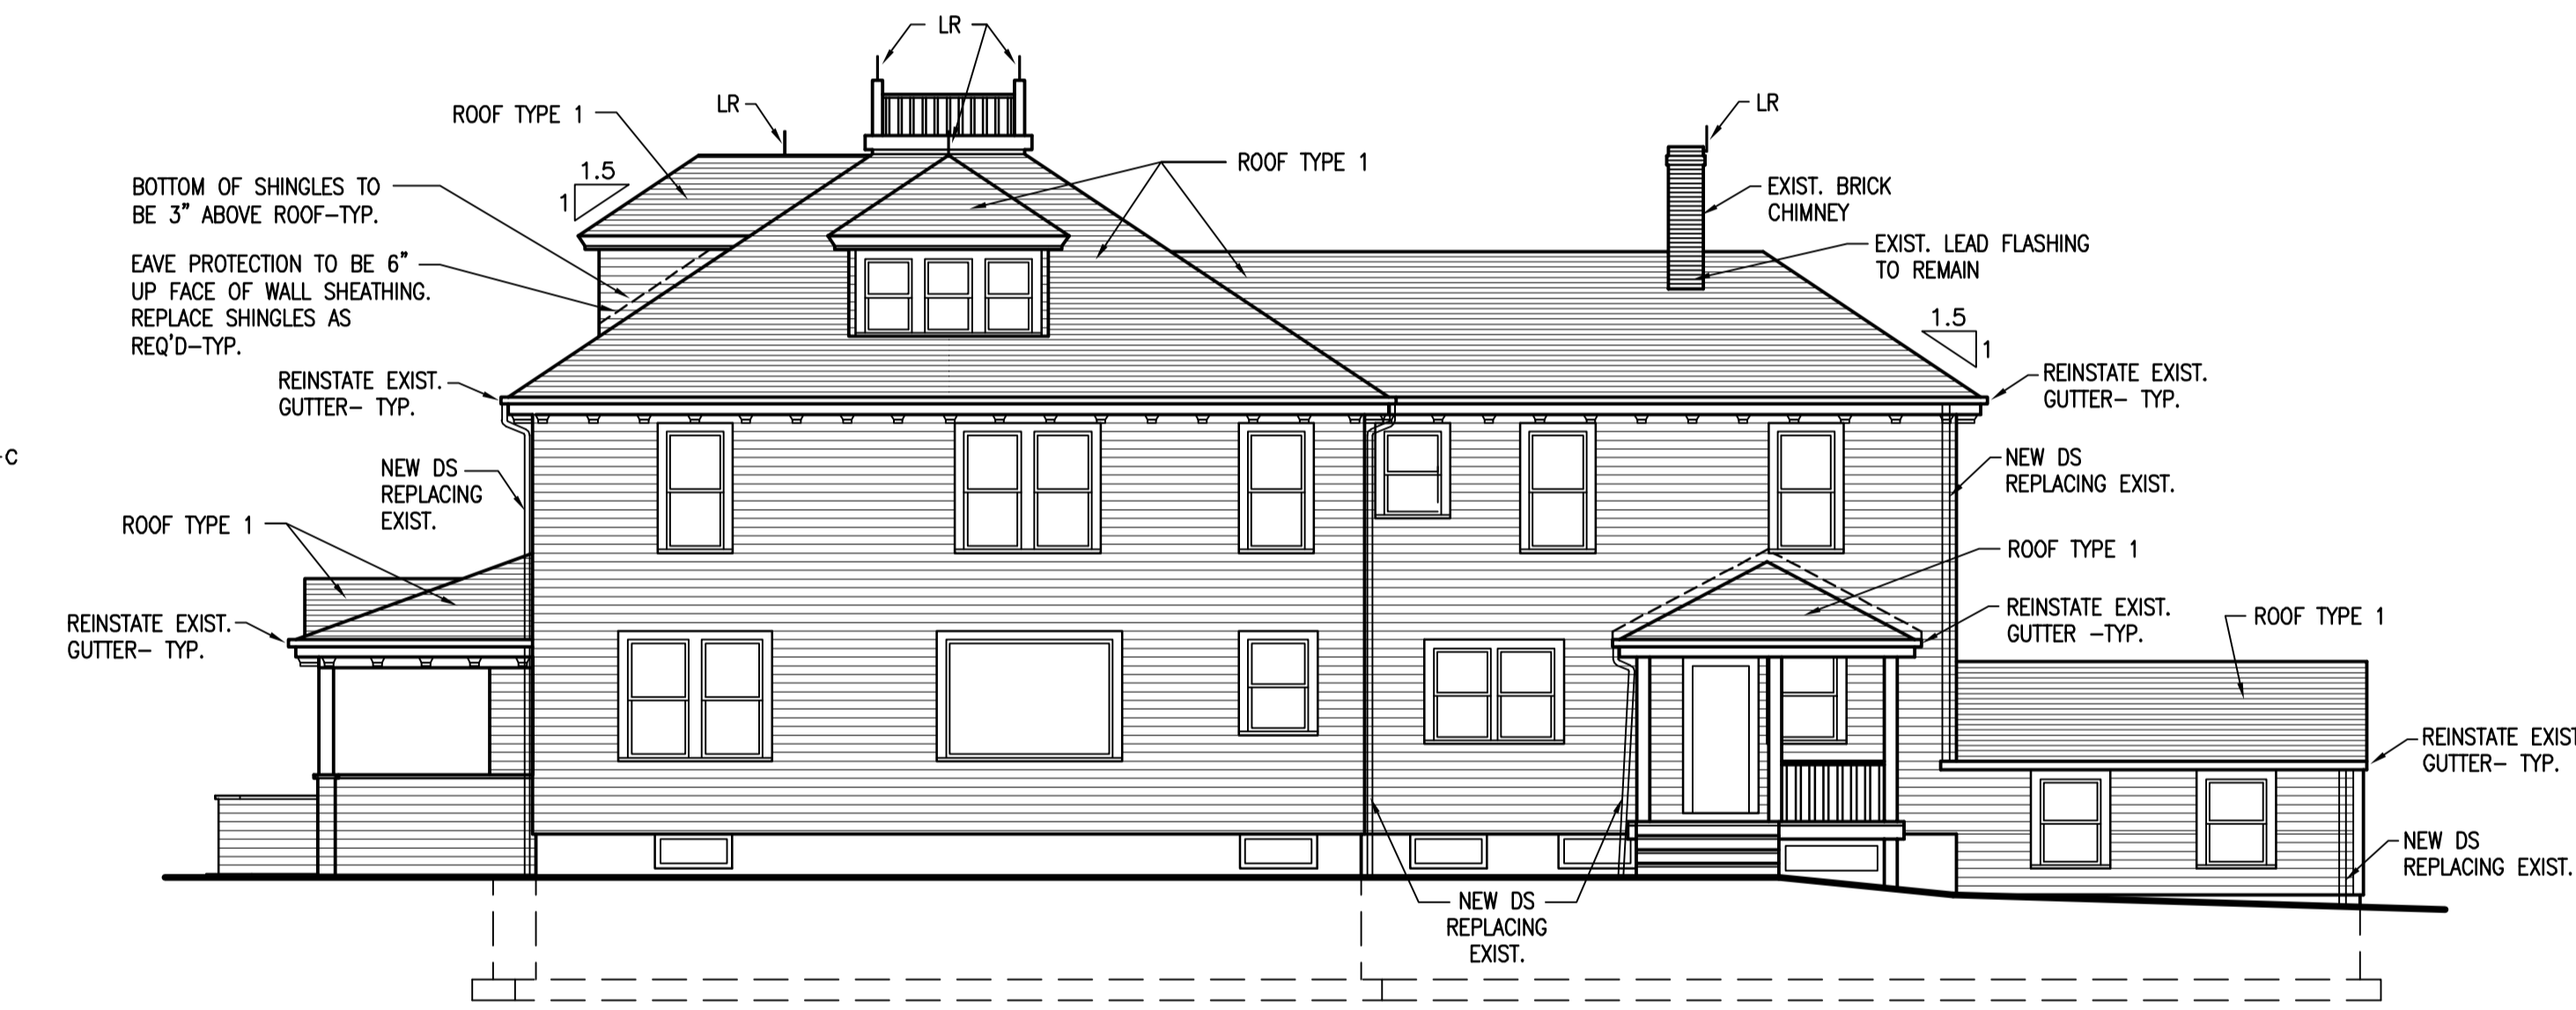 LR
ROOF TYPE 1
LR
LR
1.5
1
BOTTOM OF SHINGLES TO
BE 3" ABOVE ROOF-TYP.
ROOF TYPE 1
EXIST. BRICK
CHIMNEY
EAVE PROTECTION TO BE 6"
UP FACE OF WALL SHEATHING.
REPLACE SHINGLES AS
REQ'D-TYP.
EXIST. LEAD FLASHING
TO REMAIN
1.5
1
REINSTATE EXIST.
GUTTER- TYP.
REINSTATE EXIST.
GUTTER- TYP.
-C
NEW DS
REPLACING
EXIST.
NEW DS
REPLACING EXIST.
ROOF TYPE 1
ROOF TYPE 1
REINSTATE EXIST.
GUTTER- TYP.
REINSTATE EXIST.
GUTTER -TYP.
ROOF TYPE 1
REINSTATE EXIST
GUTTER- TYP.
NEW DS
REPLACING EXIST.
NEW DS
REPLACING
EXIST.